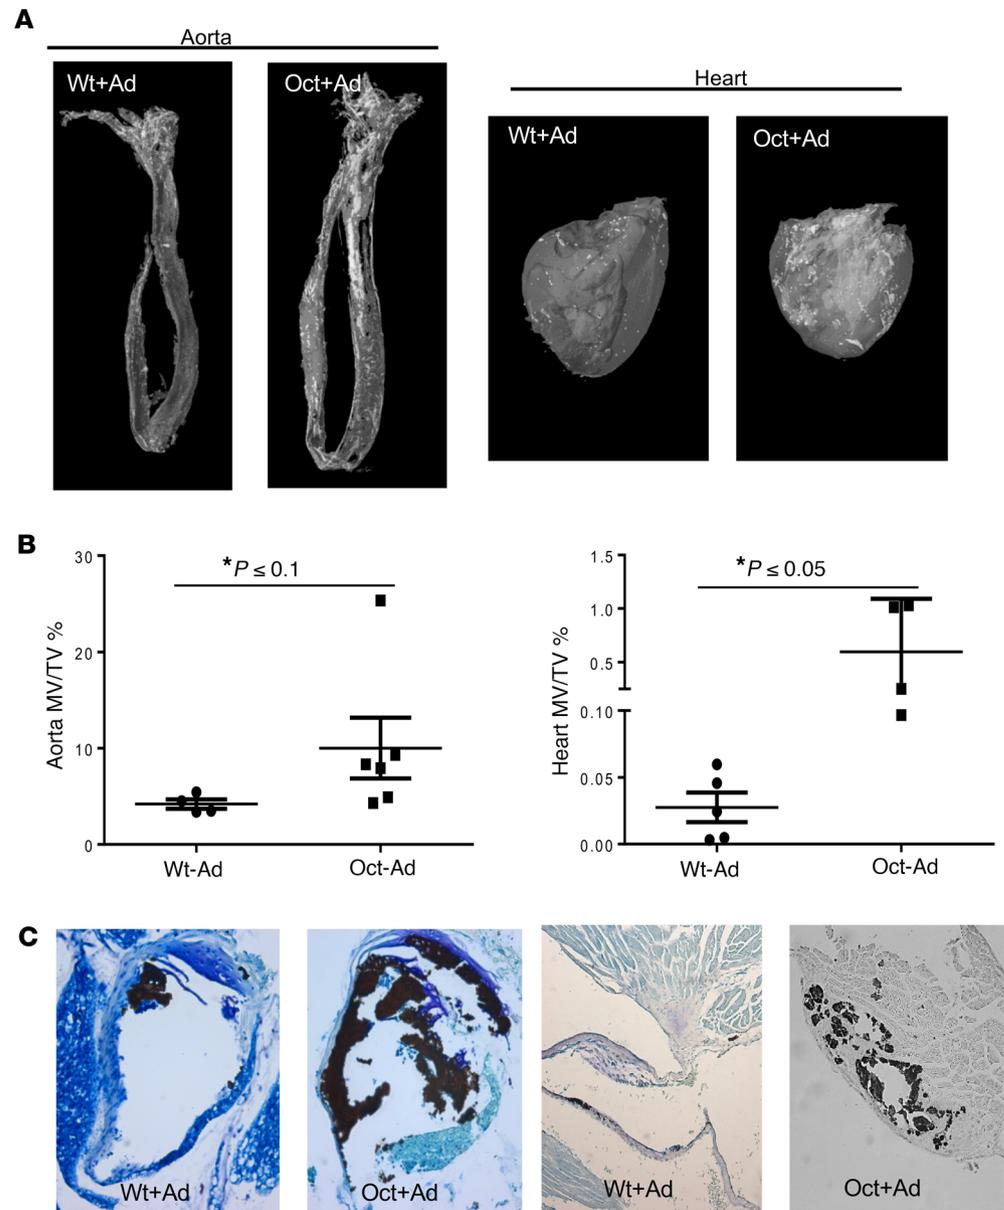 A
Aorta
Wt+Ad
Oct+Ad
Heart
Wt+Ad
Oct+Ad
B
30
20
10
0
Aorta MV/TV %
*P ≤ 0.1
Wt-Ad
Oct-Ad
1.5
1.0
0.5
0.10
0.05
0.00
Heart MV/TV %
*P ≤ 0.05
Wt-Ad
Oct-Ad
C
Wt+Ad
Oct+Ad
Wt+Ad
Oct+Ad